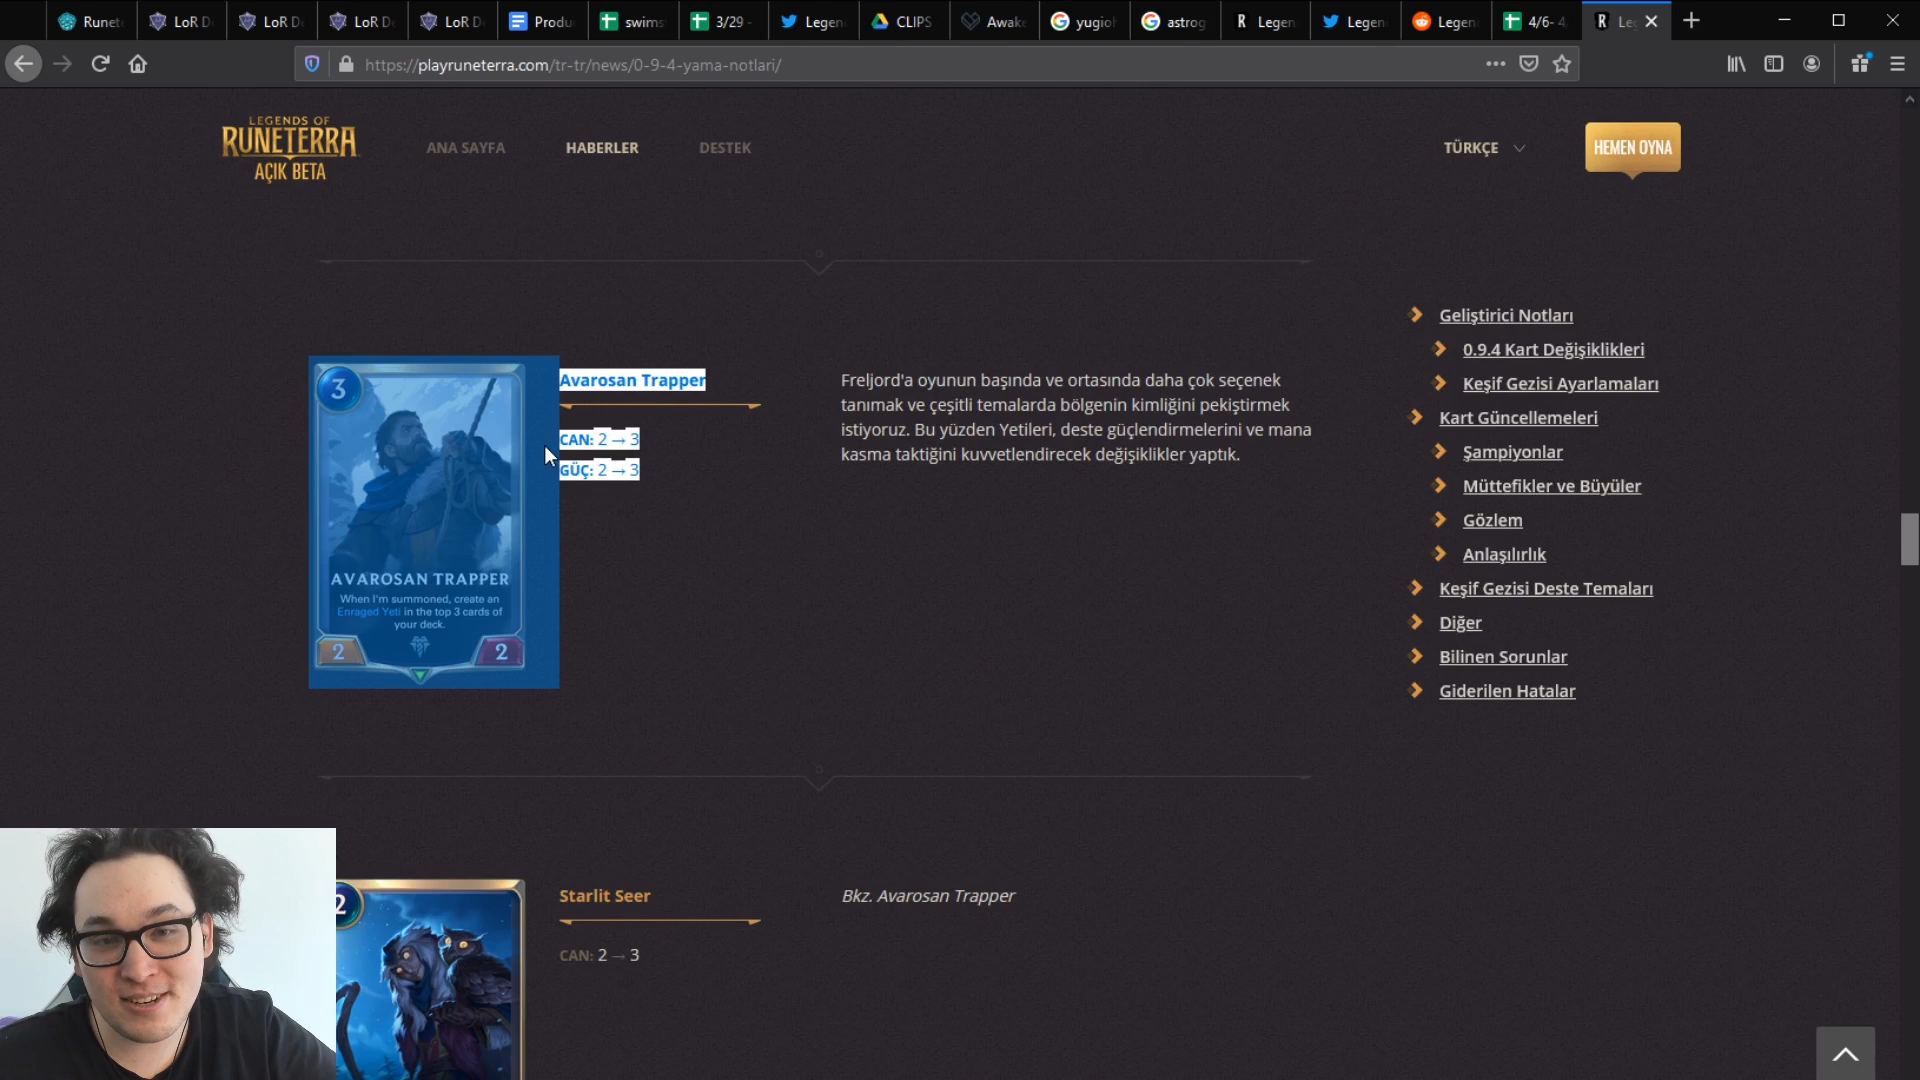 Runet
LoR D
LoR D
LoR D
LoR D
Produ
swims
3/29 -
Legen
CLIPS
Awake
yugioh
astrog
Legen
Legen
Legen
4/6- 4
Le
https://playruneterra.com/tr-tr/news/0-9-4-yama-notlari/
LEGENDS OF
RUNETERRA
AÇIK BETA
ANA SAYFA
HABERLER
DESTEK
TÜRKÇE
HEMEN OYNA
3
AVAROSAN TRAPPER
When I'm summoned, create an
Enraged Yeti in the top 3 cards of
your deck.
2
2
Avarosan Trapper
CAN: 2 → 3
GÜÇ: 2 → 3
Freljord'a oyunun başında ve ortasında daha çok seçenek
tanımak ve çeşitli temalarda bölgenin kimliğini pekiştirmek
istiyoruz. Bu yüzden Yetileri, deste güçlendirmelerini ve mana
kasma taktiğini kuvvetlendirecek değişiklikler yaptık.
Geliştirici Notları
0.9.4 Kart Değişiklikleri
Keşif Gezisi Ayarlamaları
Kart Güncellemeleri
Şampiyonlar
Müttefikler ve Büyüler
Gözlem
Anlaşılırlık
Keşif Gezisi Deste Temaları
Diğer
Bilinen Sorunlar
Giderilen Hatalar
2
Starlit Seer
CAN: 2 → 3
Bkz. Avarosan Trapper